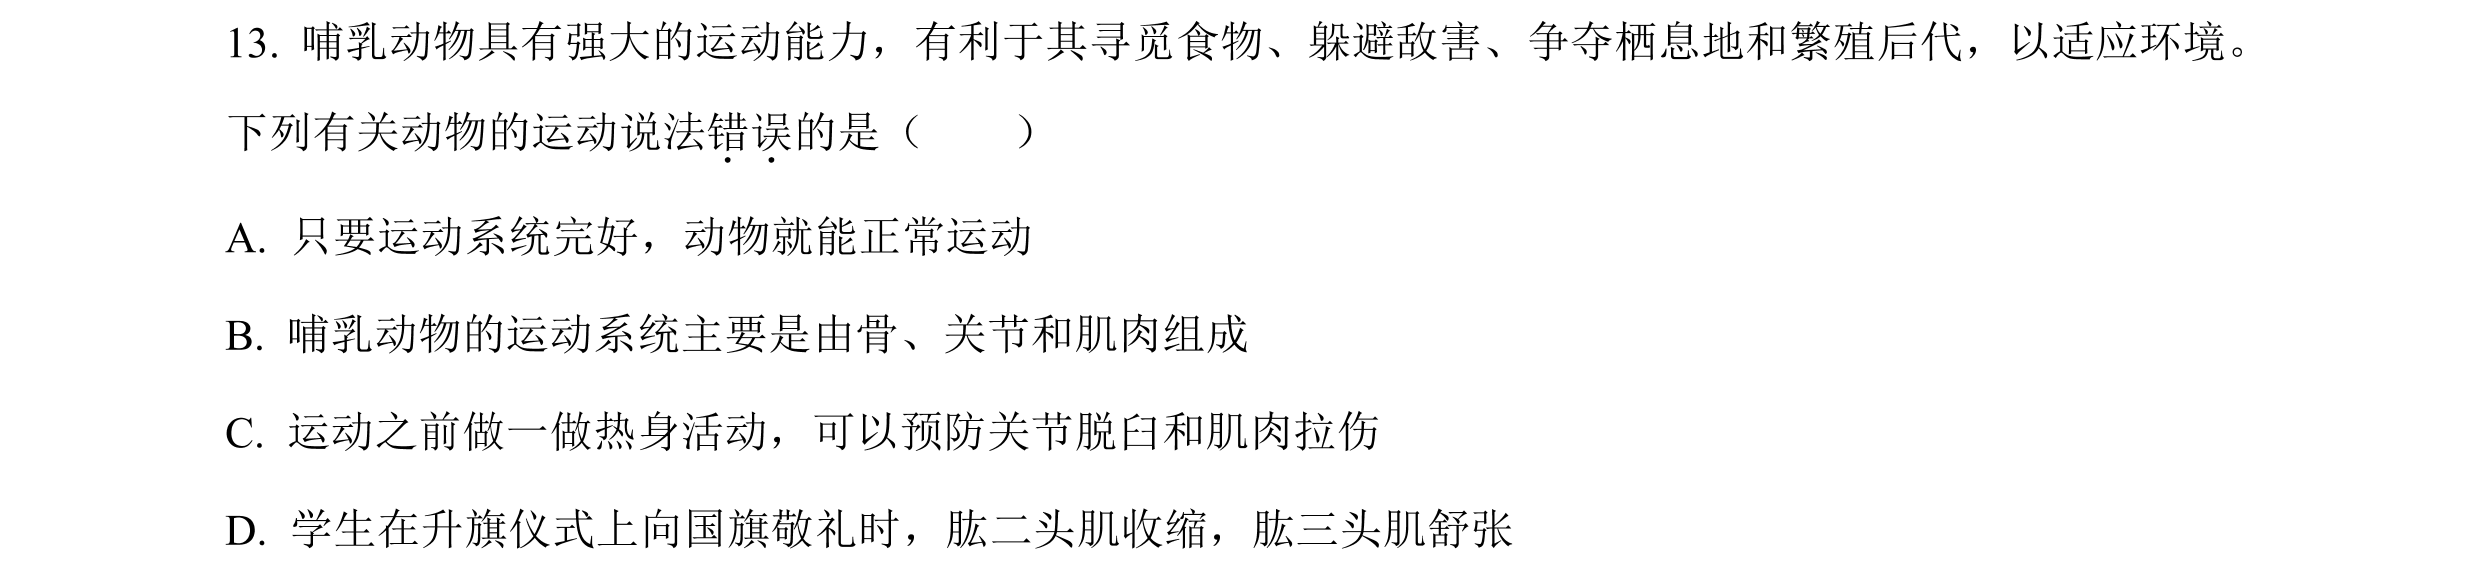 13. 哺乳动物具有强大的运动能力，有利于其寻觅食物、躲避敌害、争夺栖息地和繁殖后代，以适应环境。
下列有关动物的运动说法错误的是（　　）
A. 只要运动系统完好，动物就能正常运动
B. 哺乳动物的运动系统主要是由骨、关节和肌肉组成
C. 运动之前做一做热身活动，可以预防关节脱臼和肌肉拉伤
D. 学生在升旗仪式上向国旗敬礼时，肱二头肌收缩，肱三头肌舒张